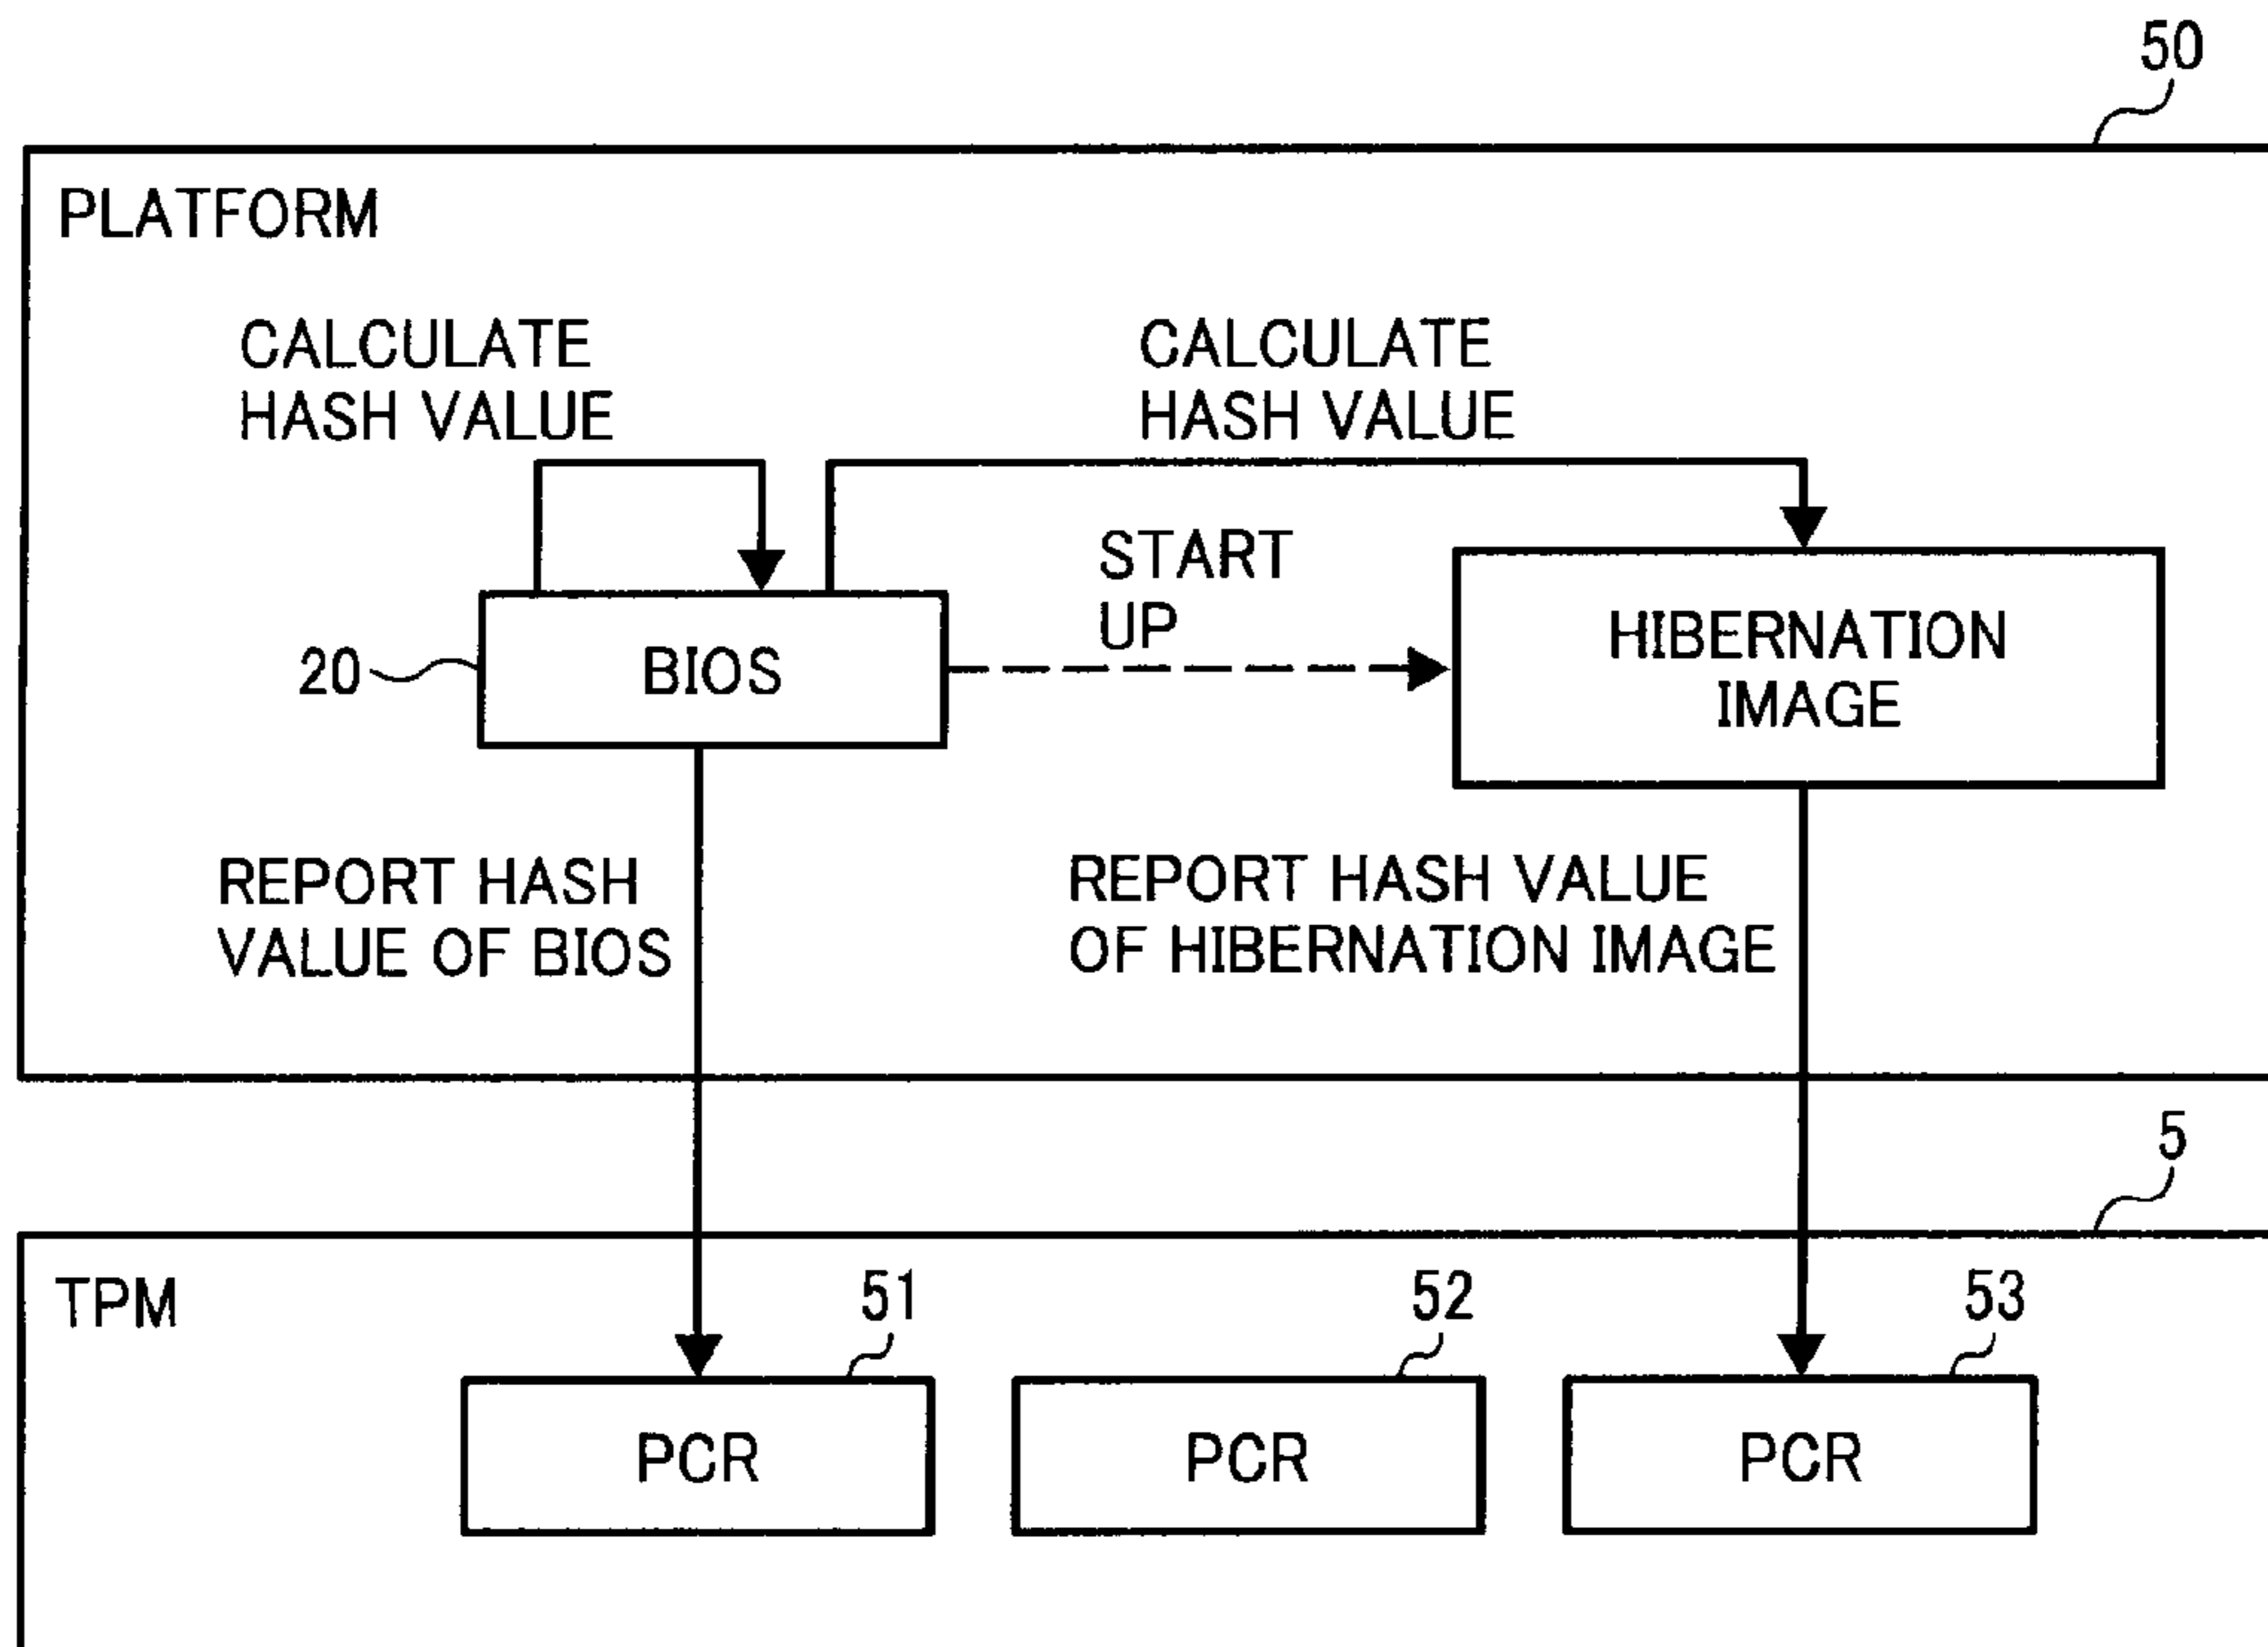 50
PLATFORM
CALCULATE
HASH VALUE
CALCULATE
HASH VALUE
START
UP
20
BIOS
HIBERNATION
IMAGE
REPORT HASH
VALUE OF BIOS
REPORT HASH VALUE
OF HIBERNATION IMAGE
5
TPM
51
52
53
PCR
PCR
PCR